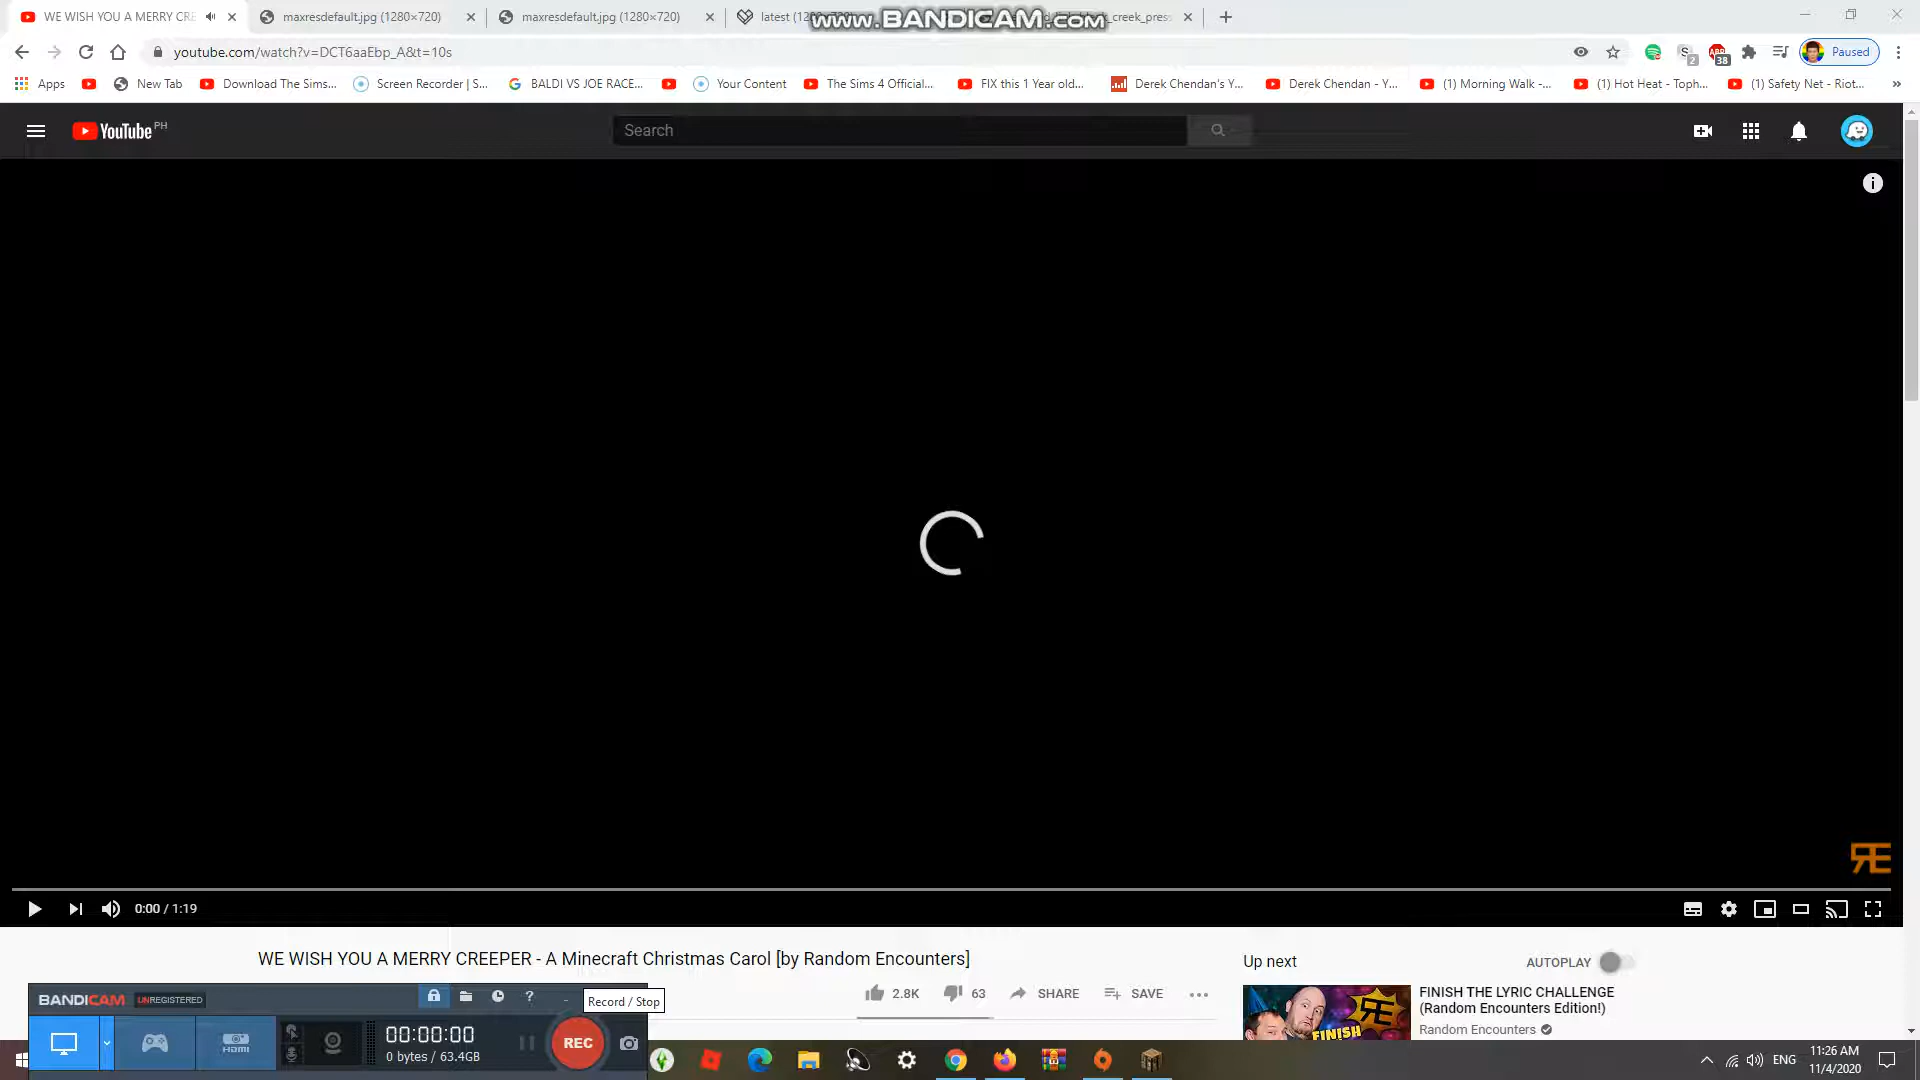 WE WISH YOU A MERRY CRE
maxresdefault.jpg (1280×720)
maxresdefault.jpg (1280×720)
latest (12
www.BANDICAM.com
creek_pres
youtube.com/watch?v=DCT6aaEbp_A&t=10s
2
38
Paused
Apps
New Tab
Download The Sims...
Screen Recorder | S...
BALDI VS JOE RACE...
Your Content
The Sims 4 Official...
FIX this 1 Year old...
Derek Chendan's Y...
Derek Chendan - Y...
(1) Morning Walk -...
(1) Hot Heat - Toph...
(1) Safety Net - Riot...
»
YouTube PH
Search
RE
0:00 / 1:19
WE WISH YOU A MERRY CREEPER - A Minecraft Christmas Carol [by Random Encounters]
2.8K
63
SHARE
SAVE
Up next
AUTOPLAY
FINISH THE LYRIC CHALLENGE
(Random Encounters Edition!)
Random Encounters
FINISH
BANDICAM UNREGISTERED
?
Record / Stop
HDMI
00:00:00
0 bytes / 63.4GB
REC
ENG
11:26 AM
11/4/2020